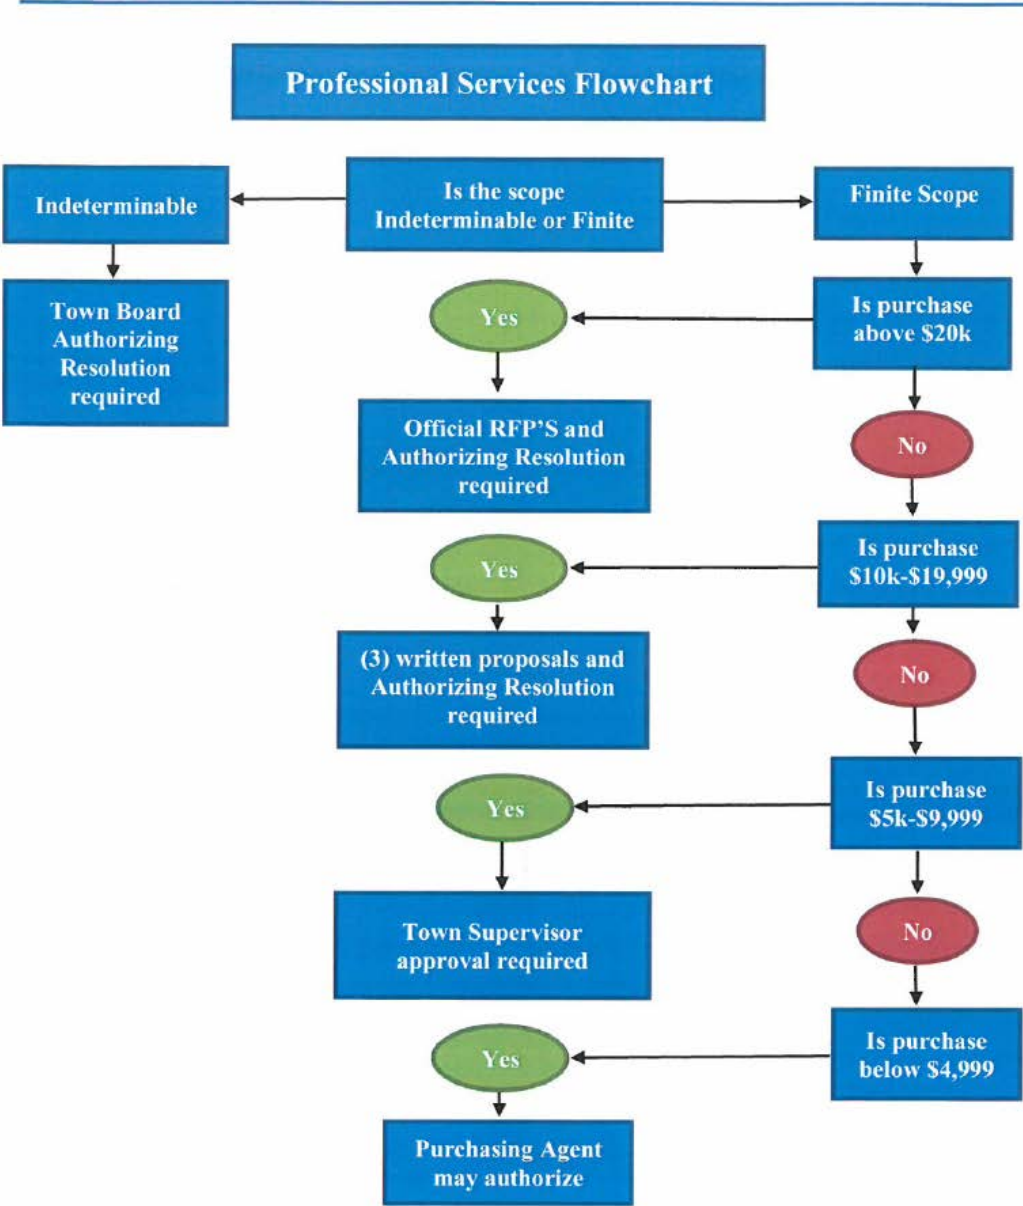 Professional Services Flowchart
Indeterminable
Is the scope
Indeterminable or Finite
Finite Scope
Town Board
Authorizing
Resolution
required
Yes
Is purchase
above $20k
Official RFP'S and
Authorizing Resolution
required
No
Yes
Is purchase
$10k-$19,999
(3) written proposals and
Authorizing Resolution
required
No
Yes
Is purchase
$5k-$9,999
Town Supervisor
approval required
No
Yes
Is purchase
below $4,999
Purchasing Agent
may authorize